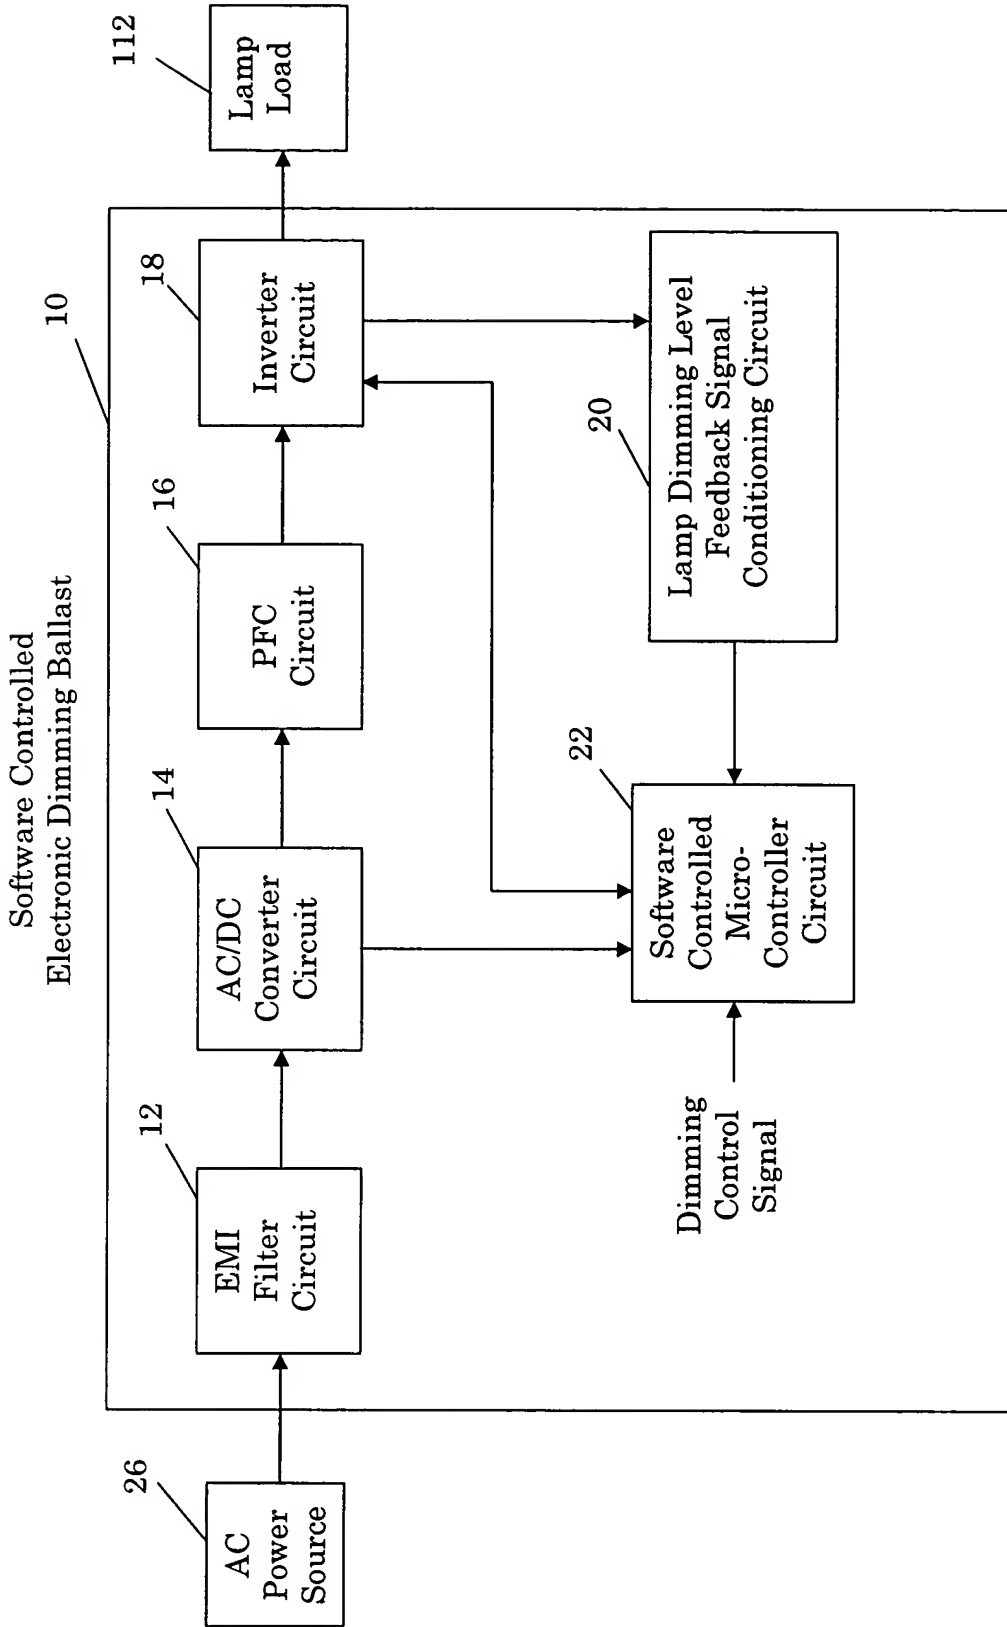 Software Controlled
Electronic Dimming Ballast
10
26
AC
Power
Source
12
EMI
Filter
Circuit
14
AC/DC
Converter
Circuit
16
PFC
Circuit
18
Inverter
Circuit
112
Lamp
Load
Dimming
Control
Signal
22
Software
Controlled
Micro-
Controller
Circuit
20
Lamp Dimming Level
Feedback Signal
Conditioning Circuit